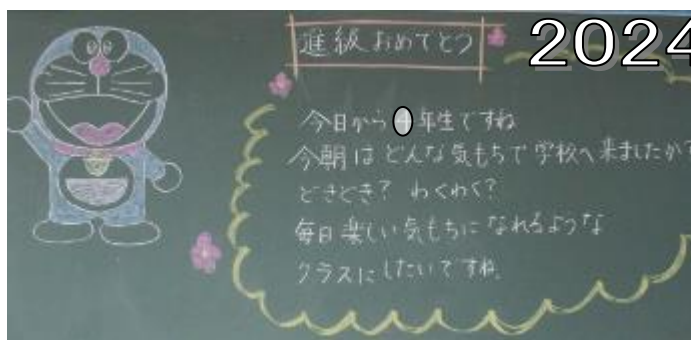 進級おめでとう
2024
今日から4年生ですね
今朝はどんな気もちで学校へ来ましたか?
どきどき? わくわく?
毎日楽しい気もちになれるような
クラスにしたいですね。